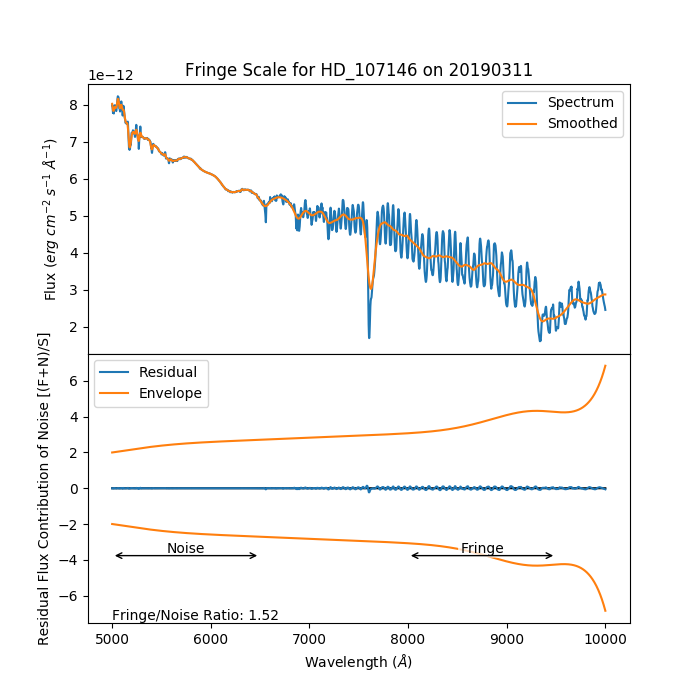 Fringe Scale for HD_107146 on 20190311
1e−12
8
7
6
5
4
3
2
Flux (erg cm⁻² s⁻¹ Å⁻¹)
Spectrum
Smoothed
Residual
Envelope
6
4
2
0
−2
−4
−6
Residual Flux Contribution of Noise [(F+N)/S]
Noise
Fringe
Fringe/Noise Ratio: 1.52
5000 6000 7000 8000 9000 10000
Wavelength (Å)